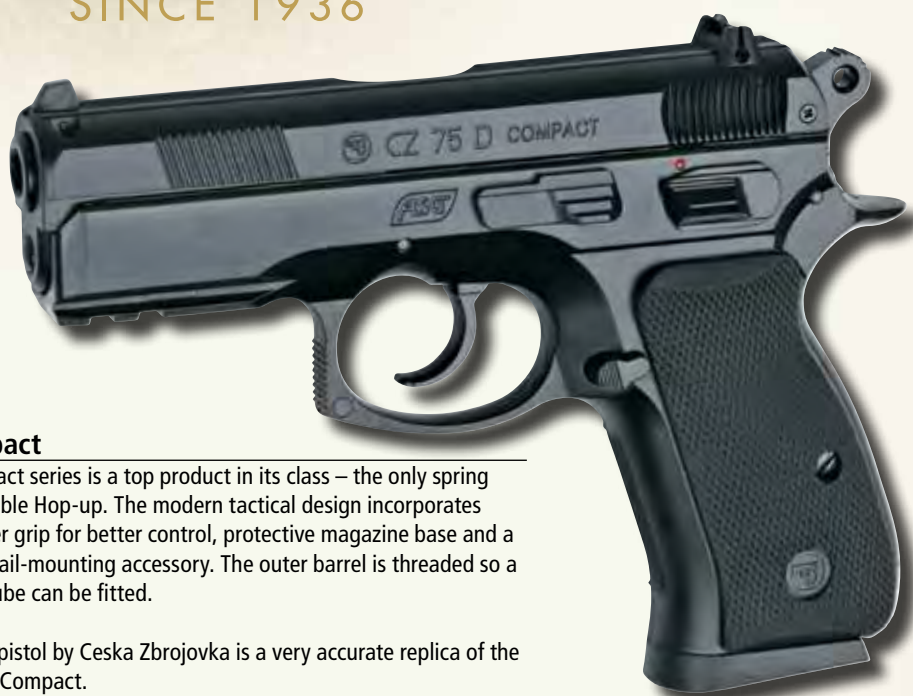 SINCE 1936
CZ 75 D COMPACT
ASG
pact
act series is a top product in its class – the only spring
ble Hop-up. The modern tactical design incorporates
er grip for better control, protective magazine base and a
ail-mounting accessory. The outer barrel is threaded so a
ube can be fitted.
pistol by Ceska Zbrojovka is a very accurate replica of the
Compact.